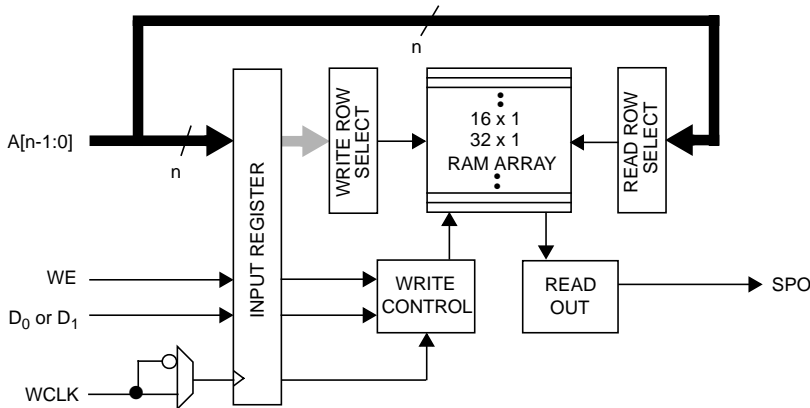 n
A[n-1:0]
n
INPUT REGISTER
WRITE ROW
SELECT
16 x 1
32 x 1
RAM ARRAY
READ ROW
SELECT
WE
D0 or D1
WCLK
WRITE
CONTROL
READ
OUT
SPO